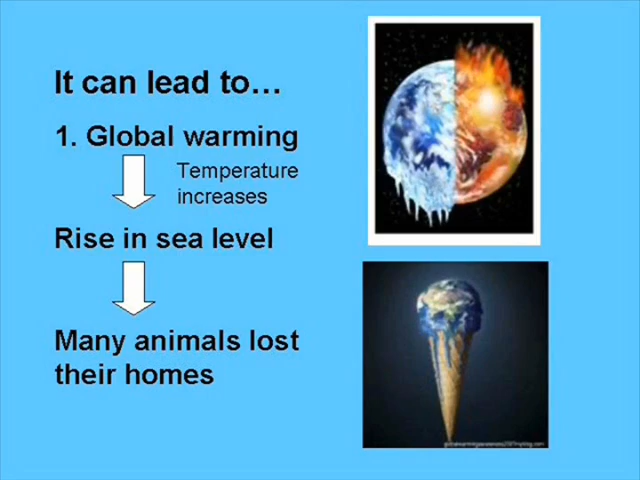 It can lead to…
1. Global warming
Temperature
increases
Rise in sea level
Many animals lost
their homes